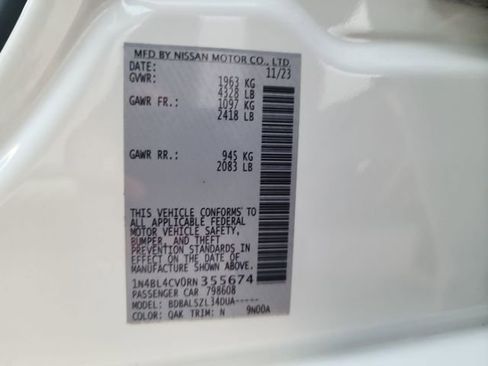 MFD BY NISSAN MOTOR CO., LTD
DATE: 11/23
GVWR: 1963 KG
4328 LB
GAWR FR.: 1097 KG
2418 LB
GAWR RR.: 945 KG
2083 LB
THIS VEHICLE CONFORMS TO
ALL APPLICABLE FEDERAL
MOTOR VEHICLE SAFETY,
BUMPER, AND THEFT
PREVENTION STANDARDS IN
EFFECT ON THE DATE OF
MANUFACTURE SHOWN ABOVE.
1N4BL4CV0RN355674
PASSENGER CAR 798608
MODEL: BDBALSZL34DUA-----
COLOR: QAK TRIM: N 9N00A